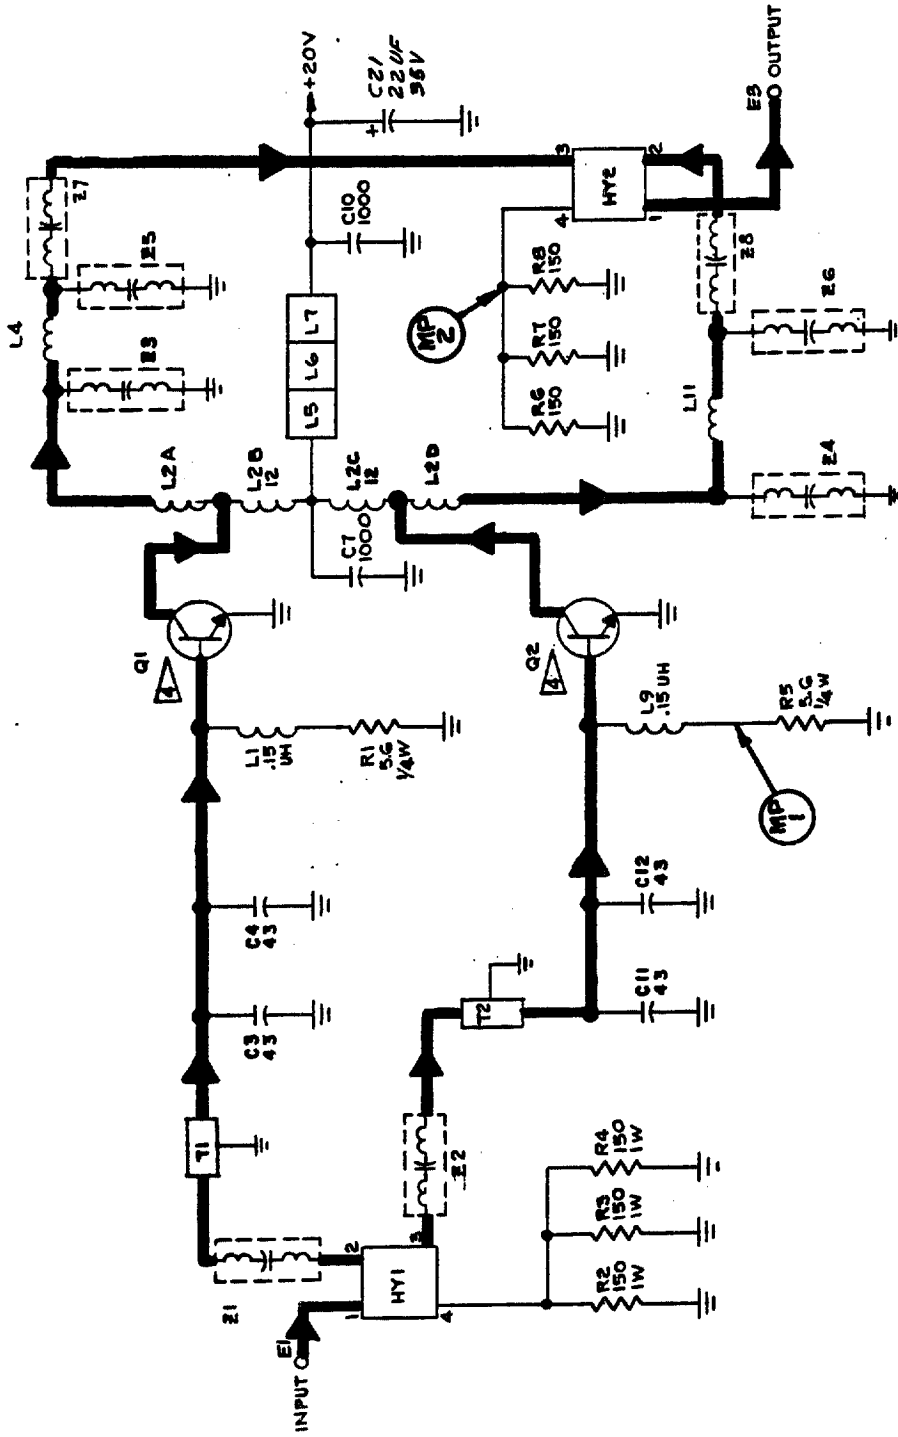 INPUT
E1
Z1
HY1
1
2
3
4
T1
Z2
T2
R2
150
1W
R3
150
1W
R4
150
1W
C3
43
C4
43
C11
43
C12
43
L1
.15
UH
R1
5.6
1/4W
L9
.15UH
R5
5.6
1/4W
MP
1
Q1
4
Q2
4
C7
1000
L2A
L2B
12
L2C
12
L2D
L5
L6
L7
C10
1000
+20V
+
C21
22UF
35V
L4
Z3
Z5
Z7
MP
2
R6
150
R7
150
R8
150
HY2
1
2
3
4
L11
Z4
Z6
Z8
E3
OUTPUT